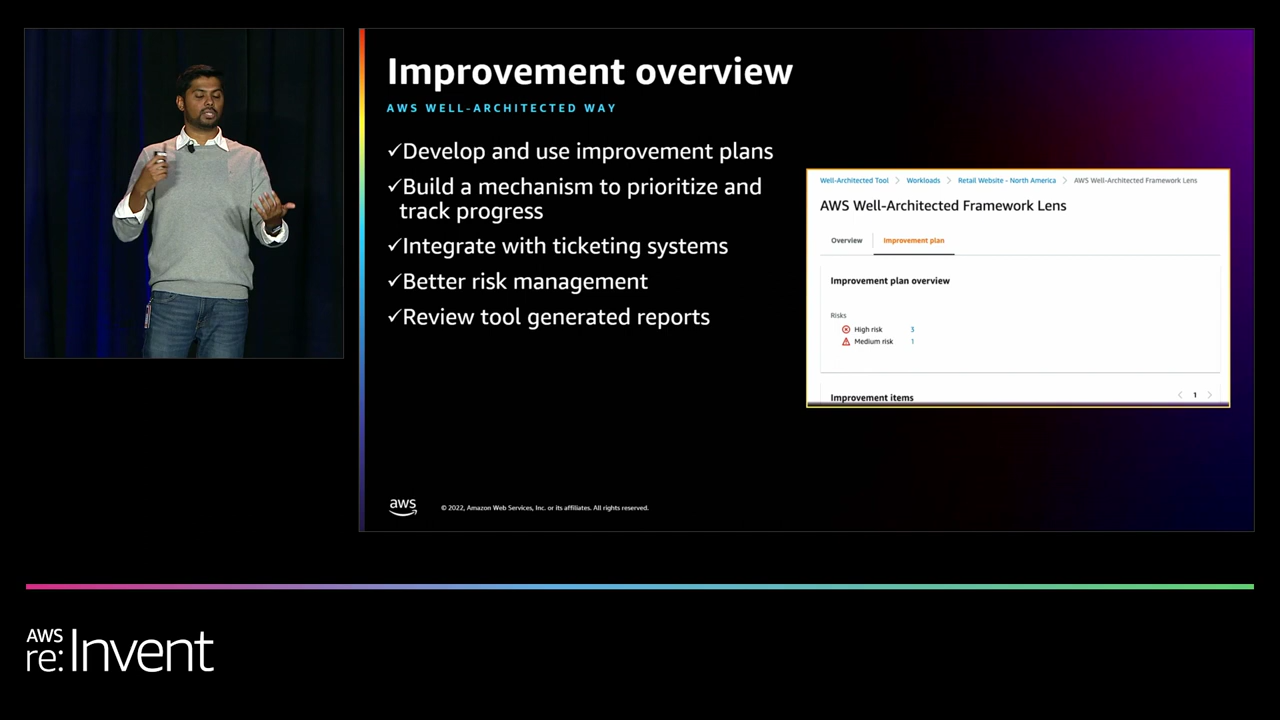 Improvement overview
AWS WELL-ARCHITECTED WAY
✓Develop and use improvement plans
✓Build a mechanism to prioritize and
track progress
✓Integrate with ticketing systems
✓Better risk management
✓Review tool generated reports
Well-Architected Tool > Workloads > Retail Website - North America > AWS Well-Architected Framework Lens
AWS Well-Architected Framework Lens
Overview Improvement plan
Improvement plan overview
Risks
High risk 3
Medium risk 1
Improvement items < 1 >
aws © 2022, Amazon Web Services, Inc. or its affiliates. All rights reserved.
AWS
re:Invent